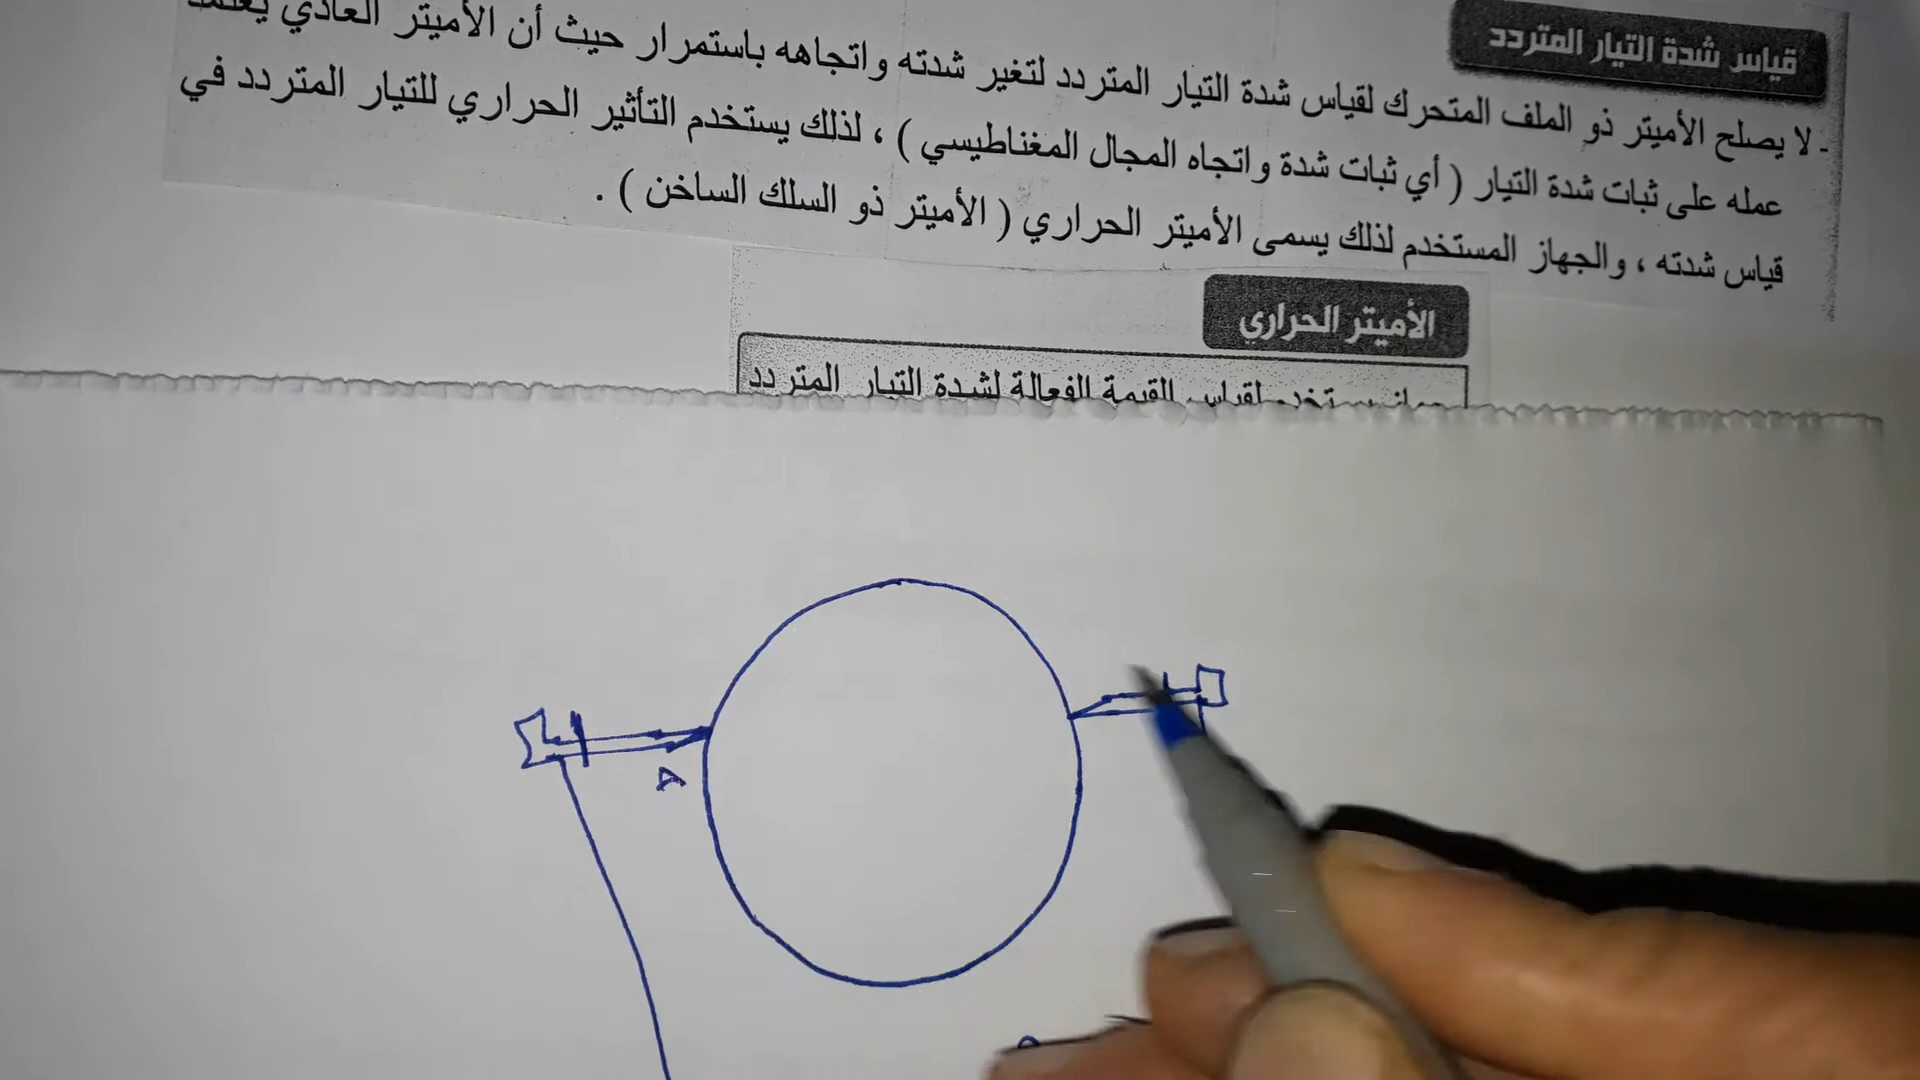 قياس شدة التيار المتردد
- لا يصلح الأميتر ذو الملف المتحرك لقياس شدة التيار المتردد لتغير شدته واتجاهه باستمرار حيث أن الأميتر العادي يعتمد
عمله على ثبات شدة التيار ( أي ثبات شدة واتجاه المجال المغناطيسي ) ، لذلك يستخدم التأثير الحراري للتيار المتردد في
قياس شدته ، والجهاز المستخدم لذلك يسمى الأميتر الحراري ( الأميتر ذو السلك الساخن ) .
الأميتر الحراري
جهاز يستخدم لقياس القيمة الفعالة لشدة التيار المتردد
A